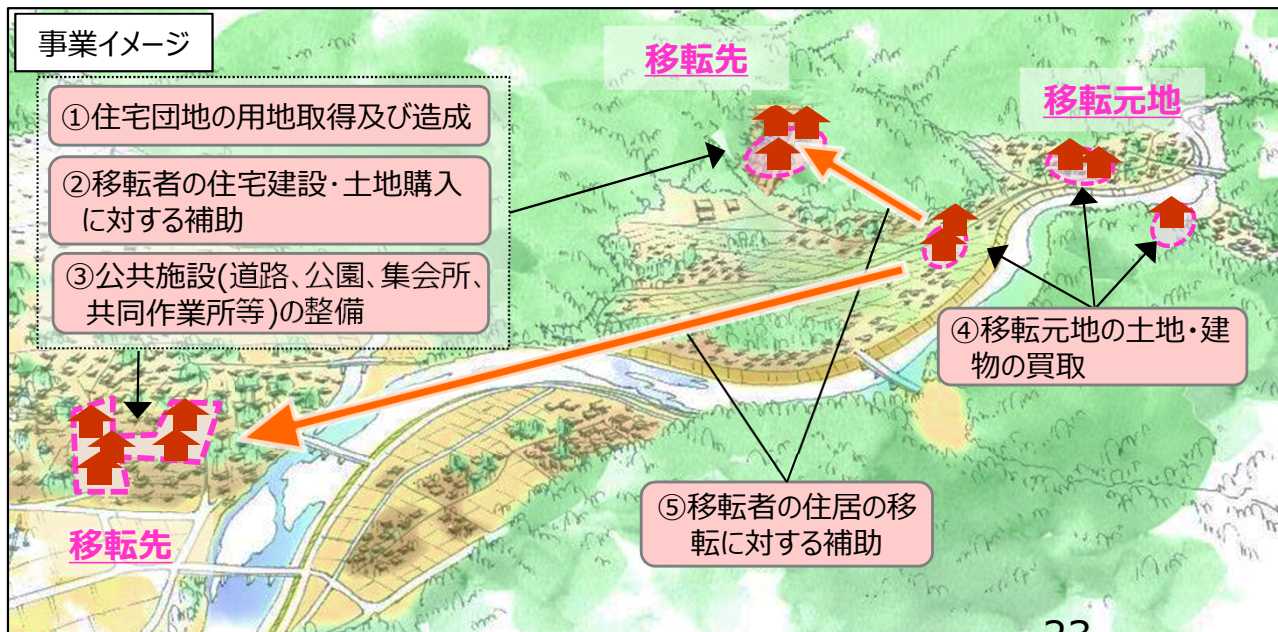 事業イメージ
移転先
移転元地
①住宅団地の用地取得及び造成
②移転者の住宅建設・土地購入
に対する補助
③公共施設(道路、公園、集会所、
共同作業所等)の整備
④移転元地の土地・建
物の買取
⑤移転者の住居の移
転に対する補助
移転先
23